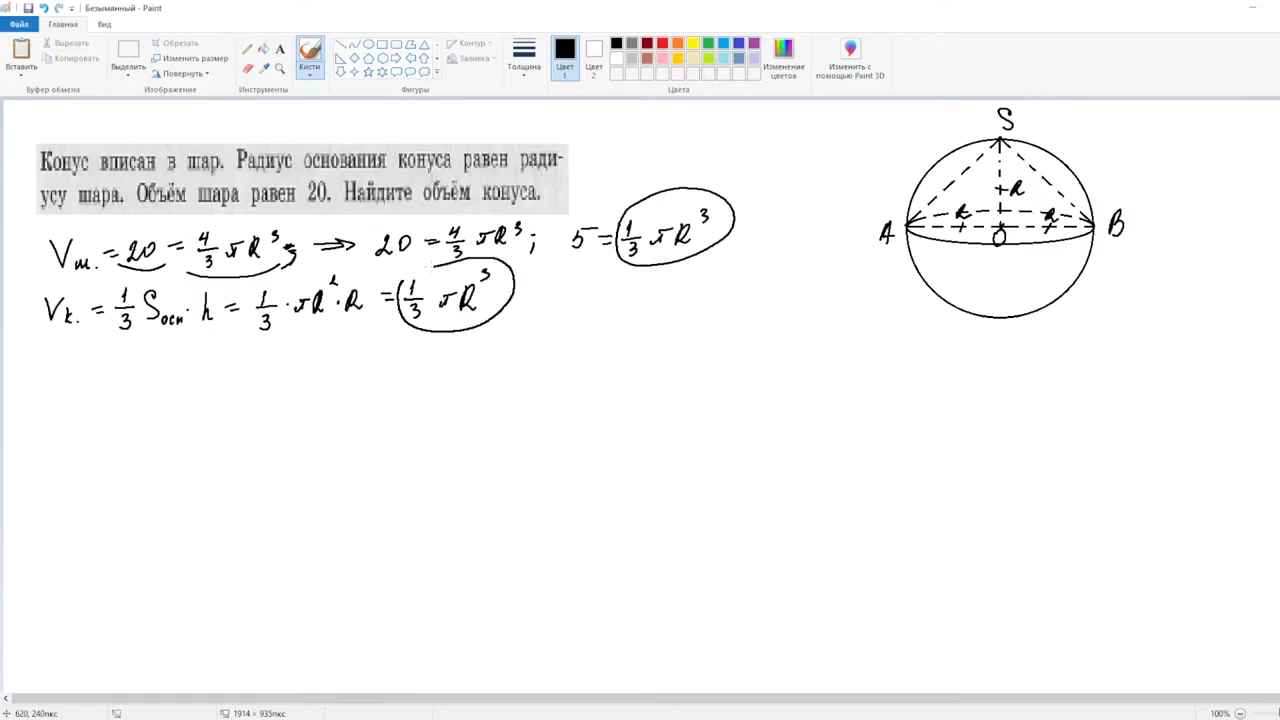 Безымянный - Paint
Файл
Главная
Вид
Вставить
Вырезать
Копировать
Буфер обмена
Выделить
Обрезать
Изменить размер
Повернуть
Изображение
A
Инструменты
Кисти
Контур
Заливка
Фигуры
Толщина
Цвет 1
Цвет 2
Изменение цветов
Изменить с помощью Paint 3D
Цвета
Конус вписан в шар. Радиус основания конуса равен ради-
усу шара. Объём шара равен 20. Найдите объём конуса.
Vш. = 20 = 4/3 πR³; ⟹ 20 = 4/3 πR³; 5 = 1/3 πR³
Vк. = 1/3 Sосн · h = 1/3 · πR² · R = 1/3 πR³
S
R
A
R
O
R
B
620, 240пкс
1914 × 935пкс
100%